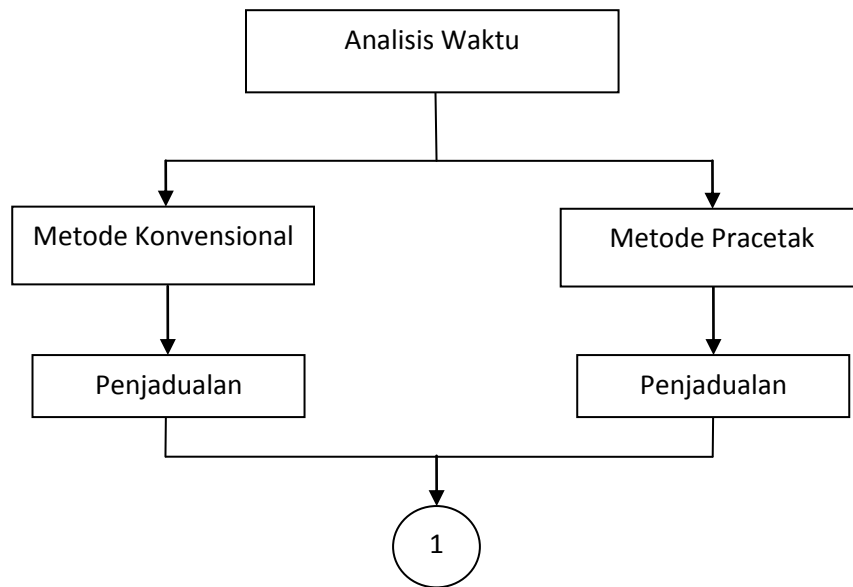 Analisis Waktu
Metode Konvensional
Metode Pracetak
Penjadualan
Penjadualan
1